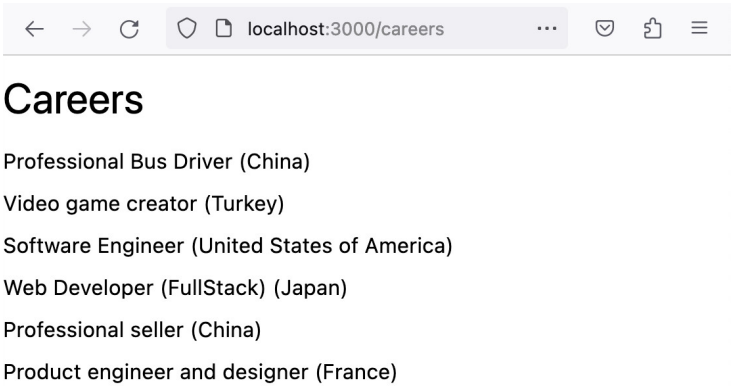 localhost:3000/careers
Careers
Professional Bus Driver (China)
Video game creator (Turkey)
Software Engineer (United States of America)
Web Developer (FullStack) (Japan)
Professional seller (China)
Product engineer and designer (France)